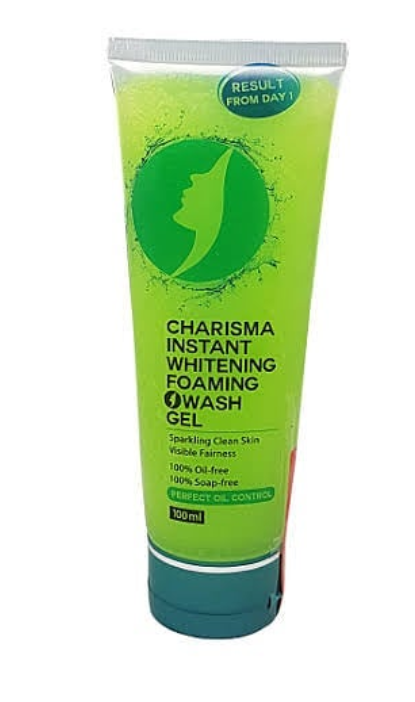 RESULT
FROM DAY 1
CHARISMA
INSTANT
WHITENING
FOAMING
WASH
GEL
Sparkling Clean Skin
Visible Fairness
100% Oil-free
100% Soap-free
PERFECT OIL CONTROL
100ml